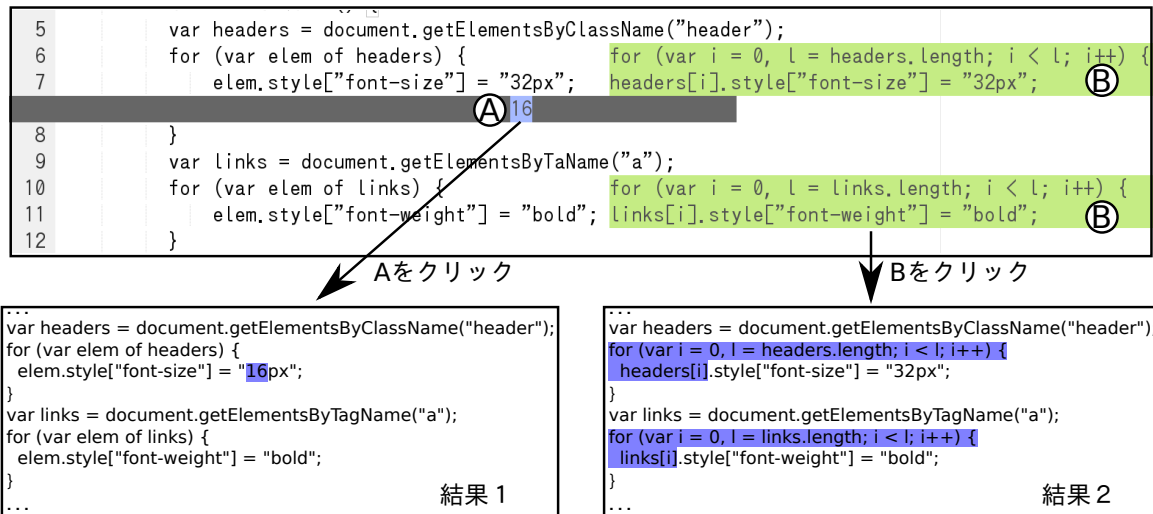 5 var headers = document.getElementsByClassName("header");
6 for (var elem of headers) { for (var i = 0, l = headers.length; i < l; i++) {
7 elem.style["font-size"] = "32px"; headers[i].style["font-size"] = "32px"; B
A 16
8 }
9 var links = document.getElementsByTaName("a");
10 for (var elem of links) { for (var i = 0, l = links.length; i < l; i++) {
11 elem.style["font-weight"] = "bold"; links[i].style["font-weight"] = "bold"; B
12 }
Aをクリック
Bをクリック
...
var headers = document.getElementsByClassName("header");
for (var elem of headers) {
elem.style["font-size"] = "16px";
}
var links = document.getElementsByTagName("a");
for (var elem of links) {
elem.style["font-weight"] = "bold";
}
...
結果1
...
var headers = document.getElementsByClassName("header")
for (var i = 0, l = headers.length; i < l; i++) {
headers[i].style["font-size"] = "32px";
}
var links = document.getElementsByTagName("a");
for (var i = 0, l = links.length; i < l; i++) {
links[i].style["font-weight"] = "bold";
}
...
結果2